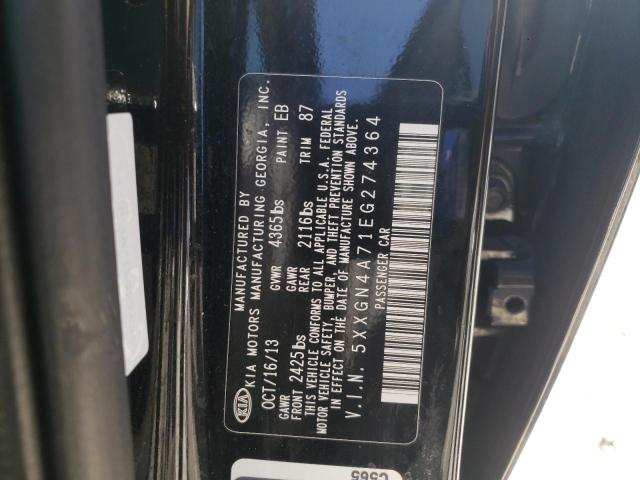 KIA
MANUFACTURED BY
KIA MOTORS MANUFACTURING GEORGIA, INC.
OCT/16/13 GVWR 4365lbs PAINT EB
GAWR FRONT 2425lbs GAWR REAR 2116lbs TRIM 87
THIS VEHICLE CONFORMS TO ALL APPLICABLE U.S.A. FEDERAL
MOTOR VEHICLE SAFETY, BUMPER, AND THEFT PREVENTION STANDARDS
IN EFFECT ON THE DATE OF MANUFACTURE SHOWN ABOVE.
V.I.N. 5XXGN4A71EG274364
PASSENGER CAR
C565